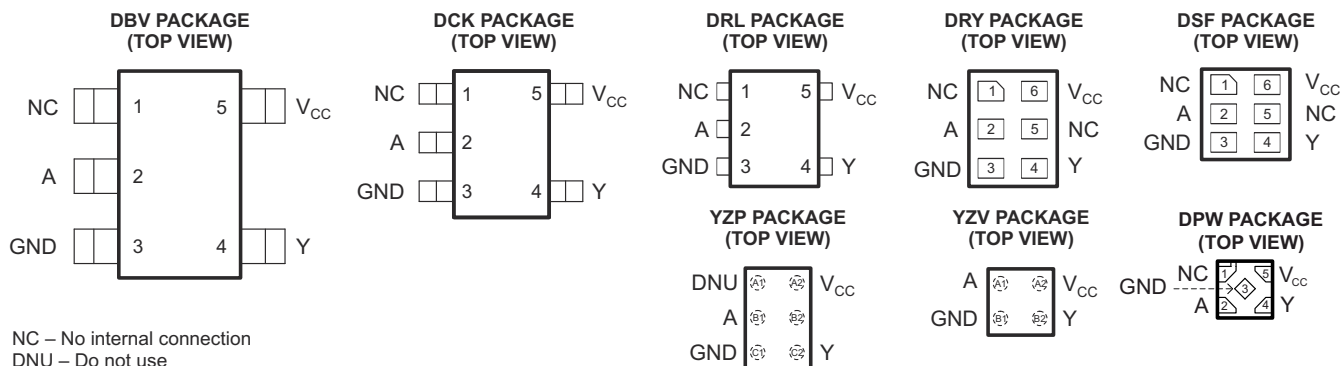 DBV PACKAGE
(TOP VIEW)
NC 1 5 VCC
A 2
GND 3 4 Y
DCK PACKAGE
(TOP VIEW)
NC 1 5 VCC
A 2
GND 3 4 Y
DRL PACKAGE
(TOP VIEW)
NC 1 5 VCC
A 2
GND 3 4 Y
DRY PACKAGE
(TOP VIEW)
NC 1 6 VCC
A 2 5 NC
GND 3 4 Y
DSF PACKAGE
(TOP VIEW)
NC 1 6 VCC
A 2 5 NC
GND 3 4 Y
YZP PACKAGE
(TOP VIEW)
DNU A1 A2 VCC
A B1 B2
GND C1 C2 Y
YZV PACKAGE
(TOP VIEW)
A A1 A2 VCC
GND B1 B2 Y
DPW PACKAGE
(TOP VIEW)
NC 1 5 VCC
GND 3
A 2 4 Y
NC – No internal connection
DNU – Do not use